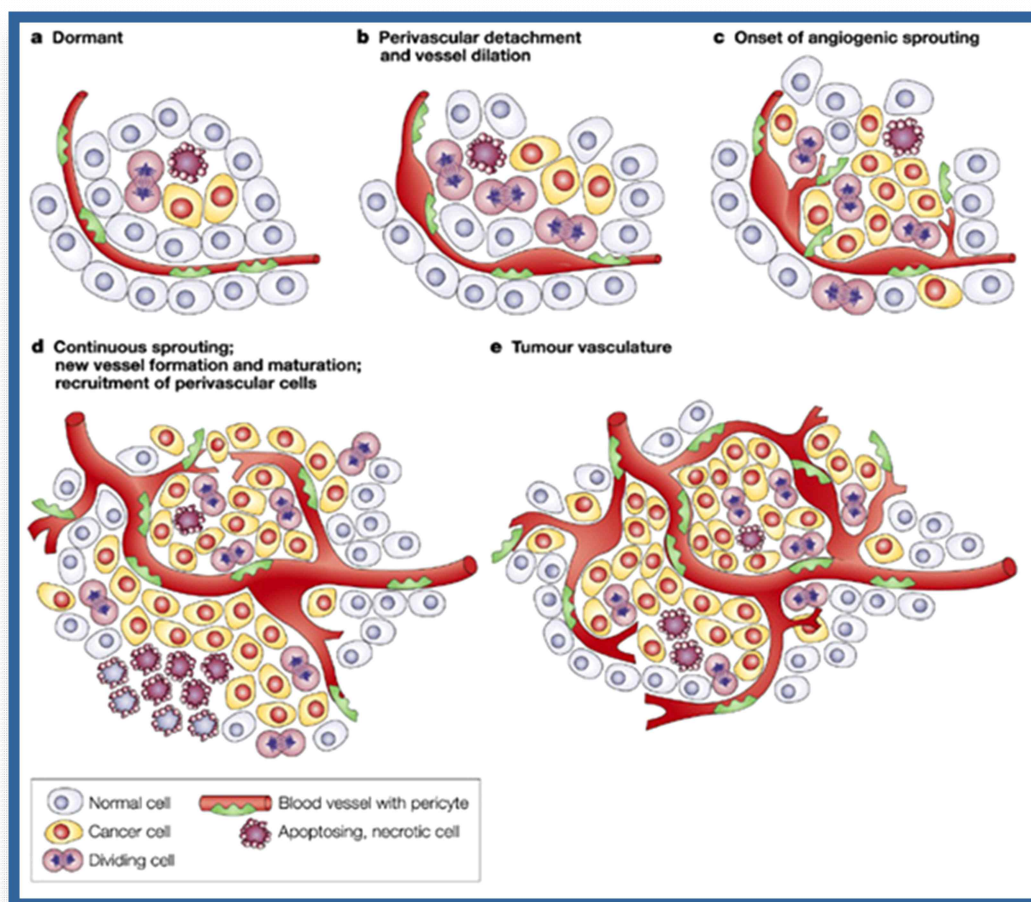 a Dormant
b Perivascular detachment
and vessel dilation
c Onset of angiogenic sprouting
d Continuous sprouting;
new vessel formation and maturation;
recruitment of perivascular cells
e Tumour vasculature
Normal cell
Blood vessel with pericyte
Cancer cell
Apoptosing, necrotic cell
Dividing cell